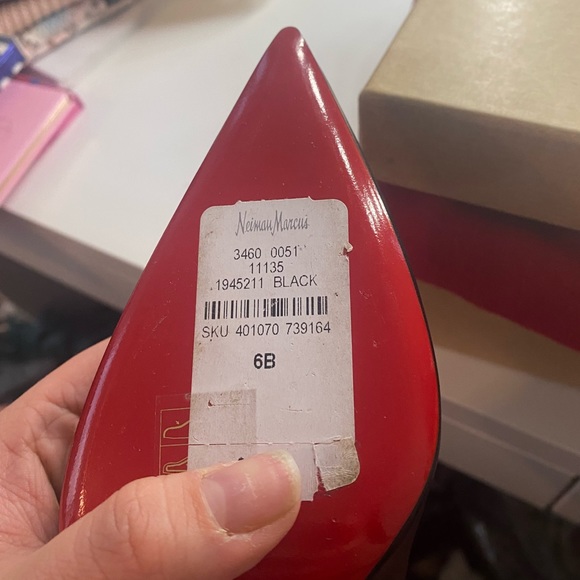 Neiman Marcus
3460 0051
11135
1945211 BLACK
SKU 401070 739164
6B